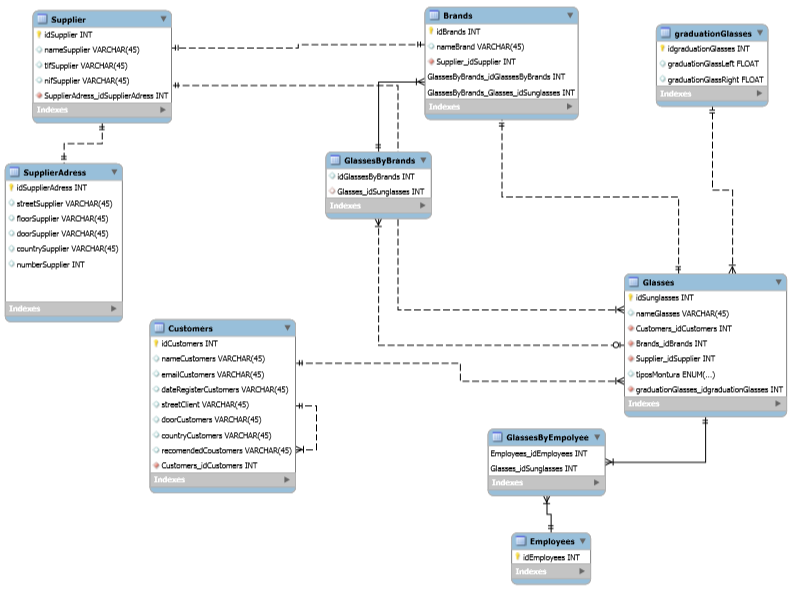 Supplier
idSupplier INT
nameSupplier VARCHAR(45)
tlfSupplier VARCHAR(45)
nifSupplier VARCHAR(45)
SupplierAdress_idSupplierAdress INT
Indexes
Brands
idBrands INT
nameBrand VARCHAR(45)
Supplier_idSupplier INT
GlassesByBrands_idGlassesByBrands INT
GlassesByBrands_Glasses_idSunglasses INT
Indexes
graduationGlasses
idgraduationGlasses INT
graduationGlassLeft FLOAT
graduationGlassRight FLOAT
Indexes
SupplierAdress
idSupplierAdress INT
streetSupplier VARCHAR(45)
floorSupplier VARCHAR(45)
doorSupplier VARCHAR(45)
countrySupplier VARCHAR(45)
numberSupplier INT
Indexes
GlassesByBrands
idGlassesByBrands INT
Glasses_idSunglasses INT
Indexes
Glasses
idSunglasses INT
nameGlasses VARCHAR(45)
Customers_idCustomers INT
Brands_idBrands INT
Supplier_idSupplier INT
tiposMontura ENUM(...)
graduationGlasses_idgraduationGlasses INT
Indexes
Customers
idCustomers INT
nameCustomers VARCHAR(45)
emailCustomers VARCHAR(45)
dateRegisterCustomers VARCHAR(45)
streetClient VARCHAR(45)
doorCustomers VARCHAR(45)
countryCustomers VARCHAR(45)
recomendedCoustomers VARCHAR(45)
Customers_idCustomers INT
Indexes
GlassesByEmpolyee
Employees_idEmployees INT
Glasses_idSunglasses INT
Indexes
Employees
idEmployees INT
Indexes